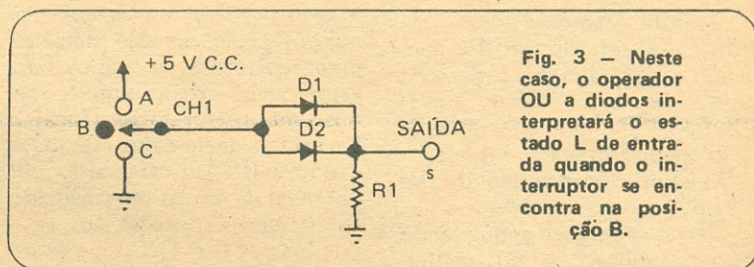 + 5 V C.C.
A
B
CH1
C
D1
D2
SAÍDA
s
R1
Fig. 3 — Neste
caso, o operador
OU a diodos in-
terpretará o es-
tado L de entra-
da quando o in-
terruptor se en-
contra na posi-
ção B.